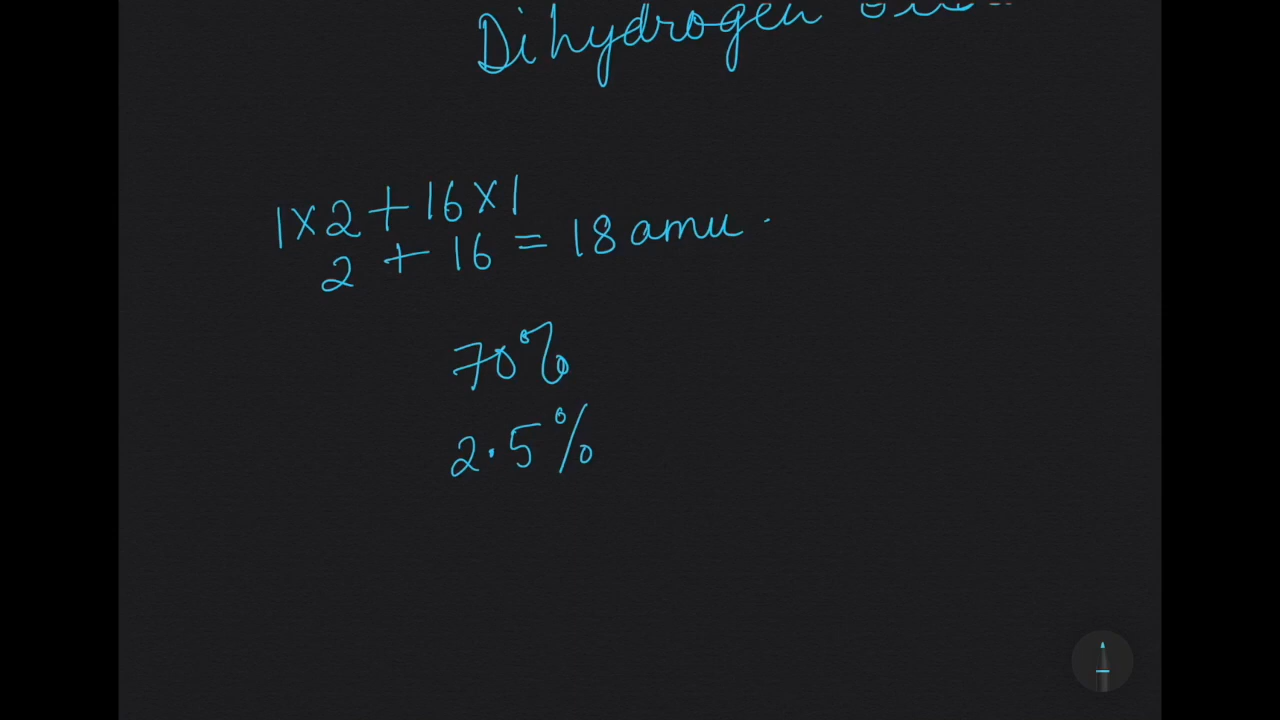 Dihydrogen
1×2+16×1
2 + 16 = 18 amu.
70%
2.5%